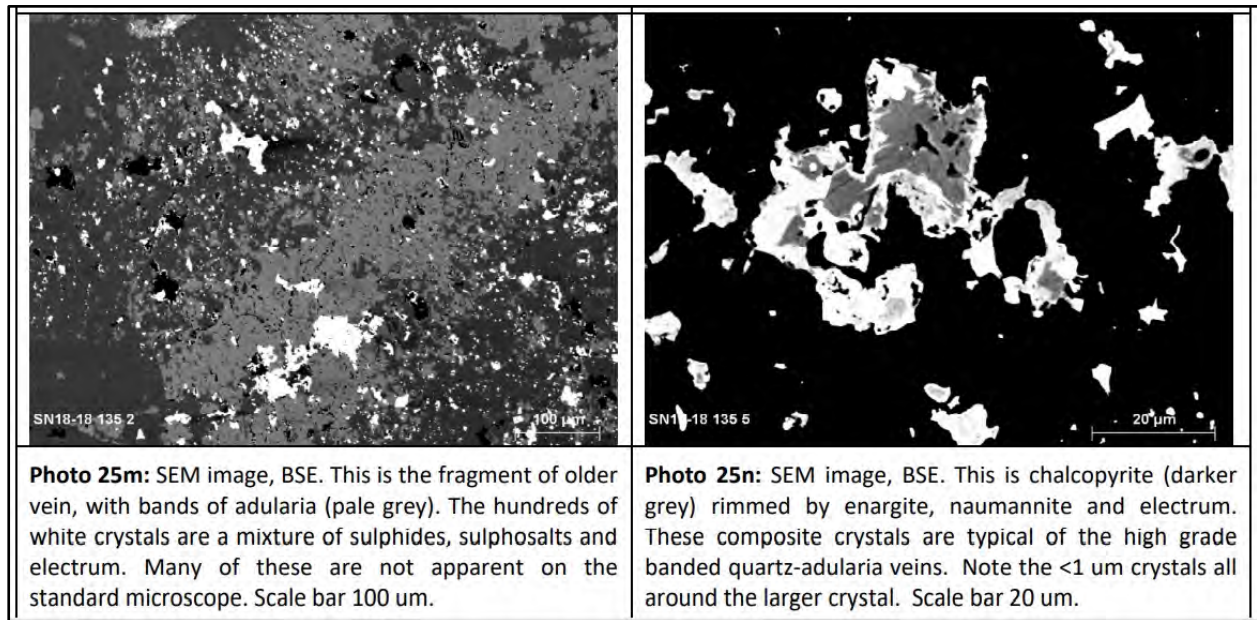 SN18-18 135 2
100 µm
SN18-18 135 5
20 µm
Photo 25m: SEM image, BSE. This is the fragment of older
vein, with bands of adularia (pale grey). The hundreds of
white crystals are a mixture of sulphides, sulphosalts and
electrum. Many of these are not apparent on the
standard microscope. Scale bar 100 um.
Photo 25n: SEM image, BSE. This is chalcopyrite (darker
grey) rimmed by enargite, naumannite and electrum.
These composite crystals are typical of the high grade
banded quartz-adularia veins. Note the <1 um crystals all
around the larger crystal. Scale bar 20 um.